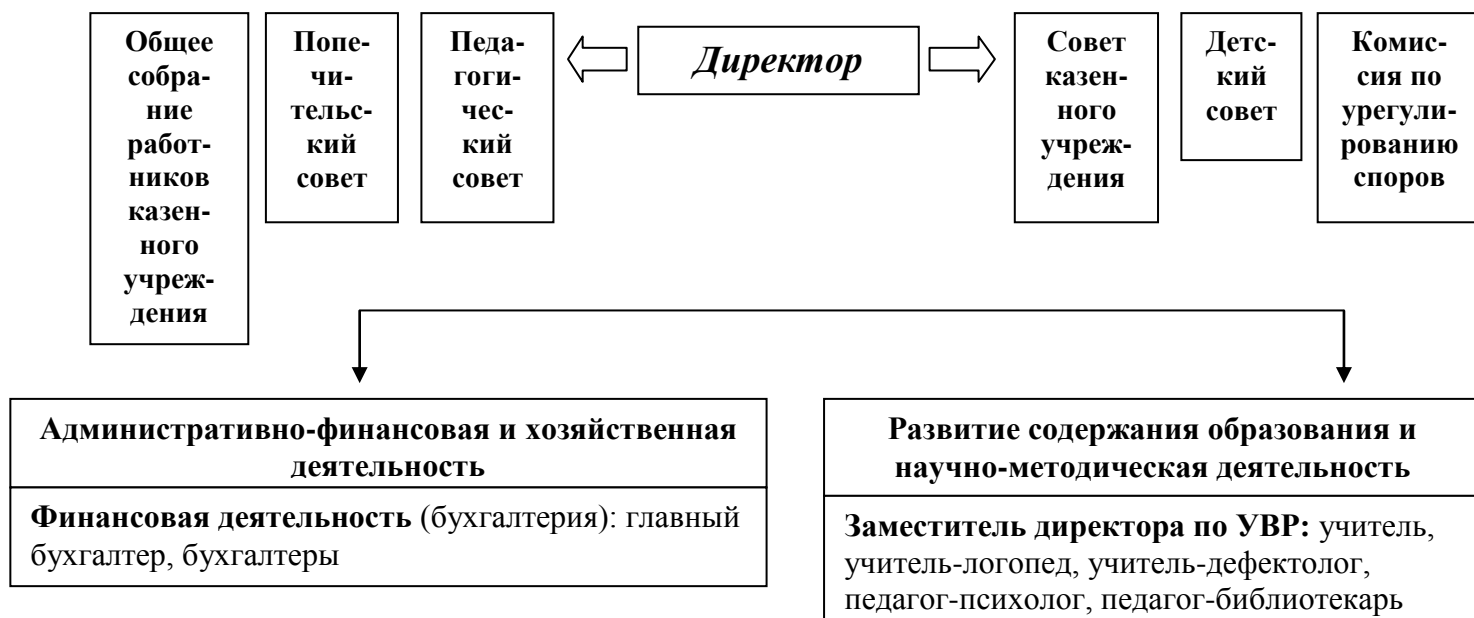 Общее
собра-
ние
работ-
ников
казен-
ного
учреж-
дения
Попе-
чи-
тельс-
кий
совет
Педа-
гоги-
чес-
кий
совет
Директор
Совет
казен-
ного
учреж-
дения
Детс-
кий
совет
Комис-
сия по
урегули-
рованию
споров
Административно-финансовая и хозяйственная
деятельность
Финансовая деятельность (бухгалтерия): главный
бухгалтер, бухгалтеры
Развитие содержания образования и
научно-методическая деятельность
Заместитель директора по УВР: учитель,
учитель-логопед, учитель-дефектолог,
педагог-психолог, педагог-библиотекарь